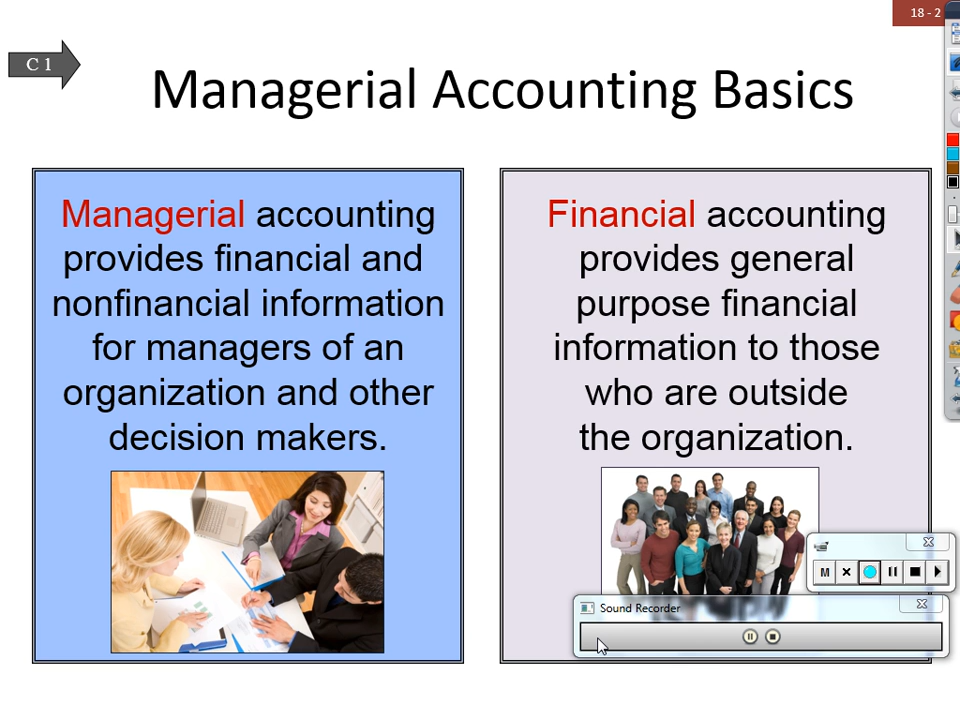 18 - 2
C 1
Managerial Accounting Basics
Managerial accounting
provides financial and
nonfinancial information
for managers of an
organization and other
decision makers.
Financial accounting
provides general
purpose financial
information to those
who are outside
the organization.
M
Sound Recorder